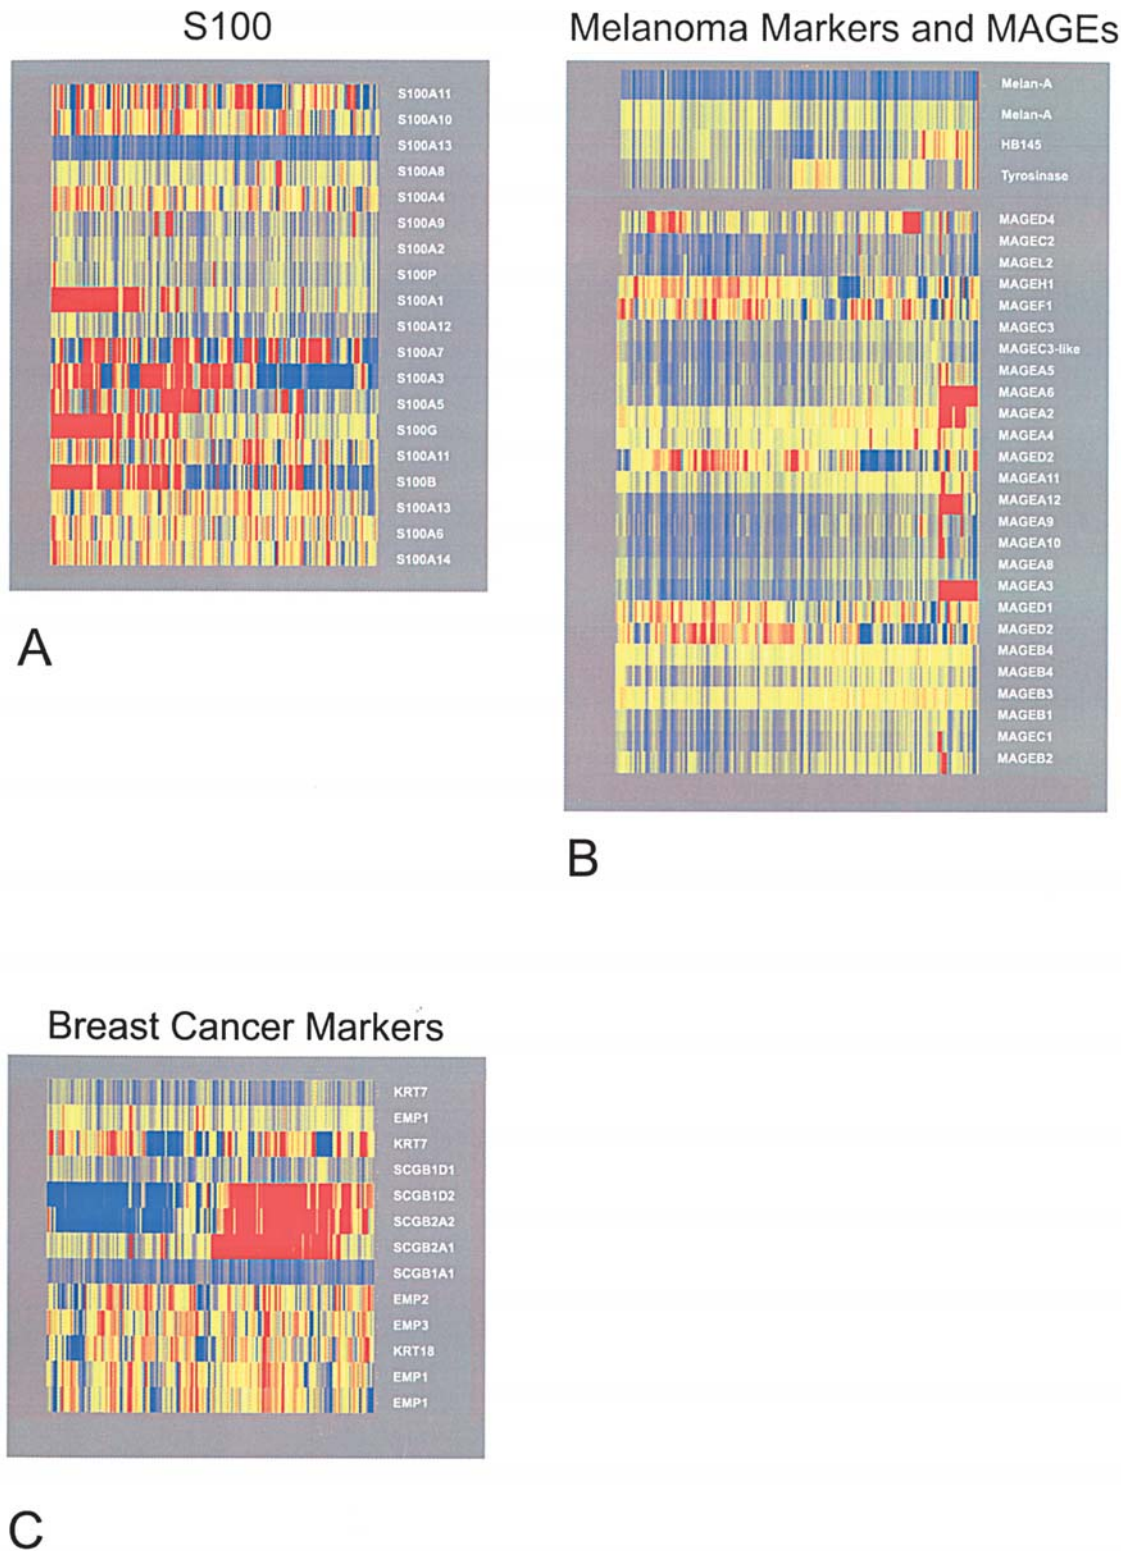 S100
S100A11
S100A10
S100A13
S100A8
S100A4
S100A9
S100A2
S100P
S100A1
S100A12
S100A7
S100A3
S100A5
S100G
S100A11
S100B
S100A13
S100A6
S100A14
A
Melanoma Markers and MAGEs
Melan-A
Melan-A
HB145
Tyrosinase
MAGED4
MAGEC2
MAGEL2
MAGEH1
MAGEF1
MAGEC3
MAGEC3-like
MAGEA5
MAGEA6
MAGEA2
MAGEA4
MAGED2
MAGEA11
MAGEA12
MAGEA9
MAGEA10
MAGEA8
MAGEA3
MAGED1
MAGED2
MAGEB4
MAGEB4
MAGEB3
MAGEB1
MAGEC1
MAGEB2
B
Breast Cancer Markers
KRT7
EMP1
KRT7
SCGB1D1
SCGB1D2
SCGB2A2
SCGB2A1
SCGB1A1
EMP2
EMP3
KRT18
EMP1
EMP1
C